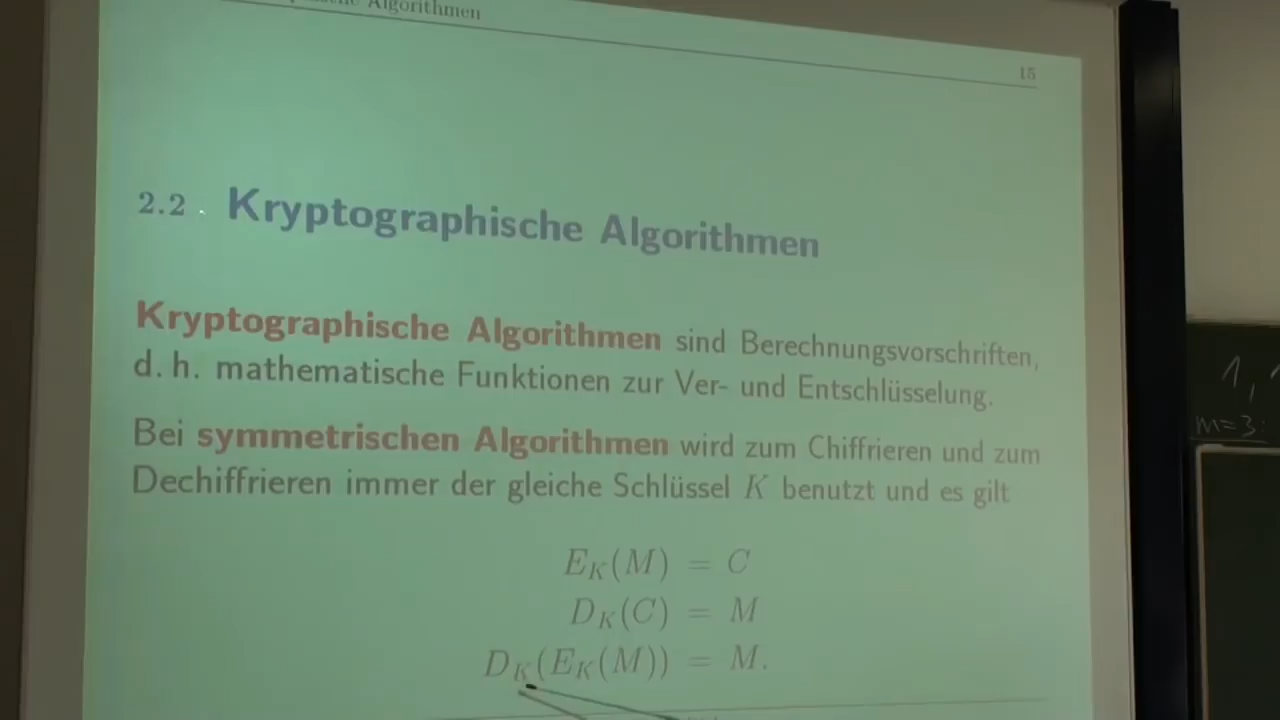 Algorithmen
15
2.2 Kryptographische Algorithmen
Kryptographische Algorithmen sind Berechnungsvorschriften,
d. h. mathematische Funktionen zur Ver- und Entschlüsselung.
Bei symmetrischen Algorithmen wird zum Chiffrieren und zum
Dechiffrieren immer der gleiche Schlüssel K benutzt und es gilt
E_K(M) = C
D_K(C) = M
D_K(E_K(M)) = M.
1,
m=3: